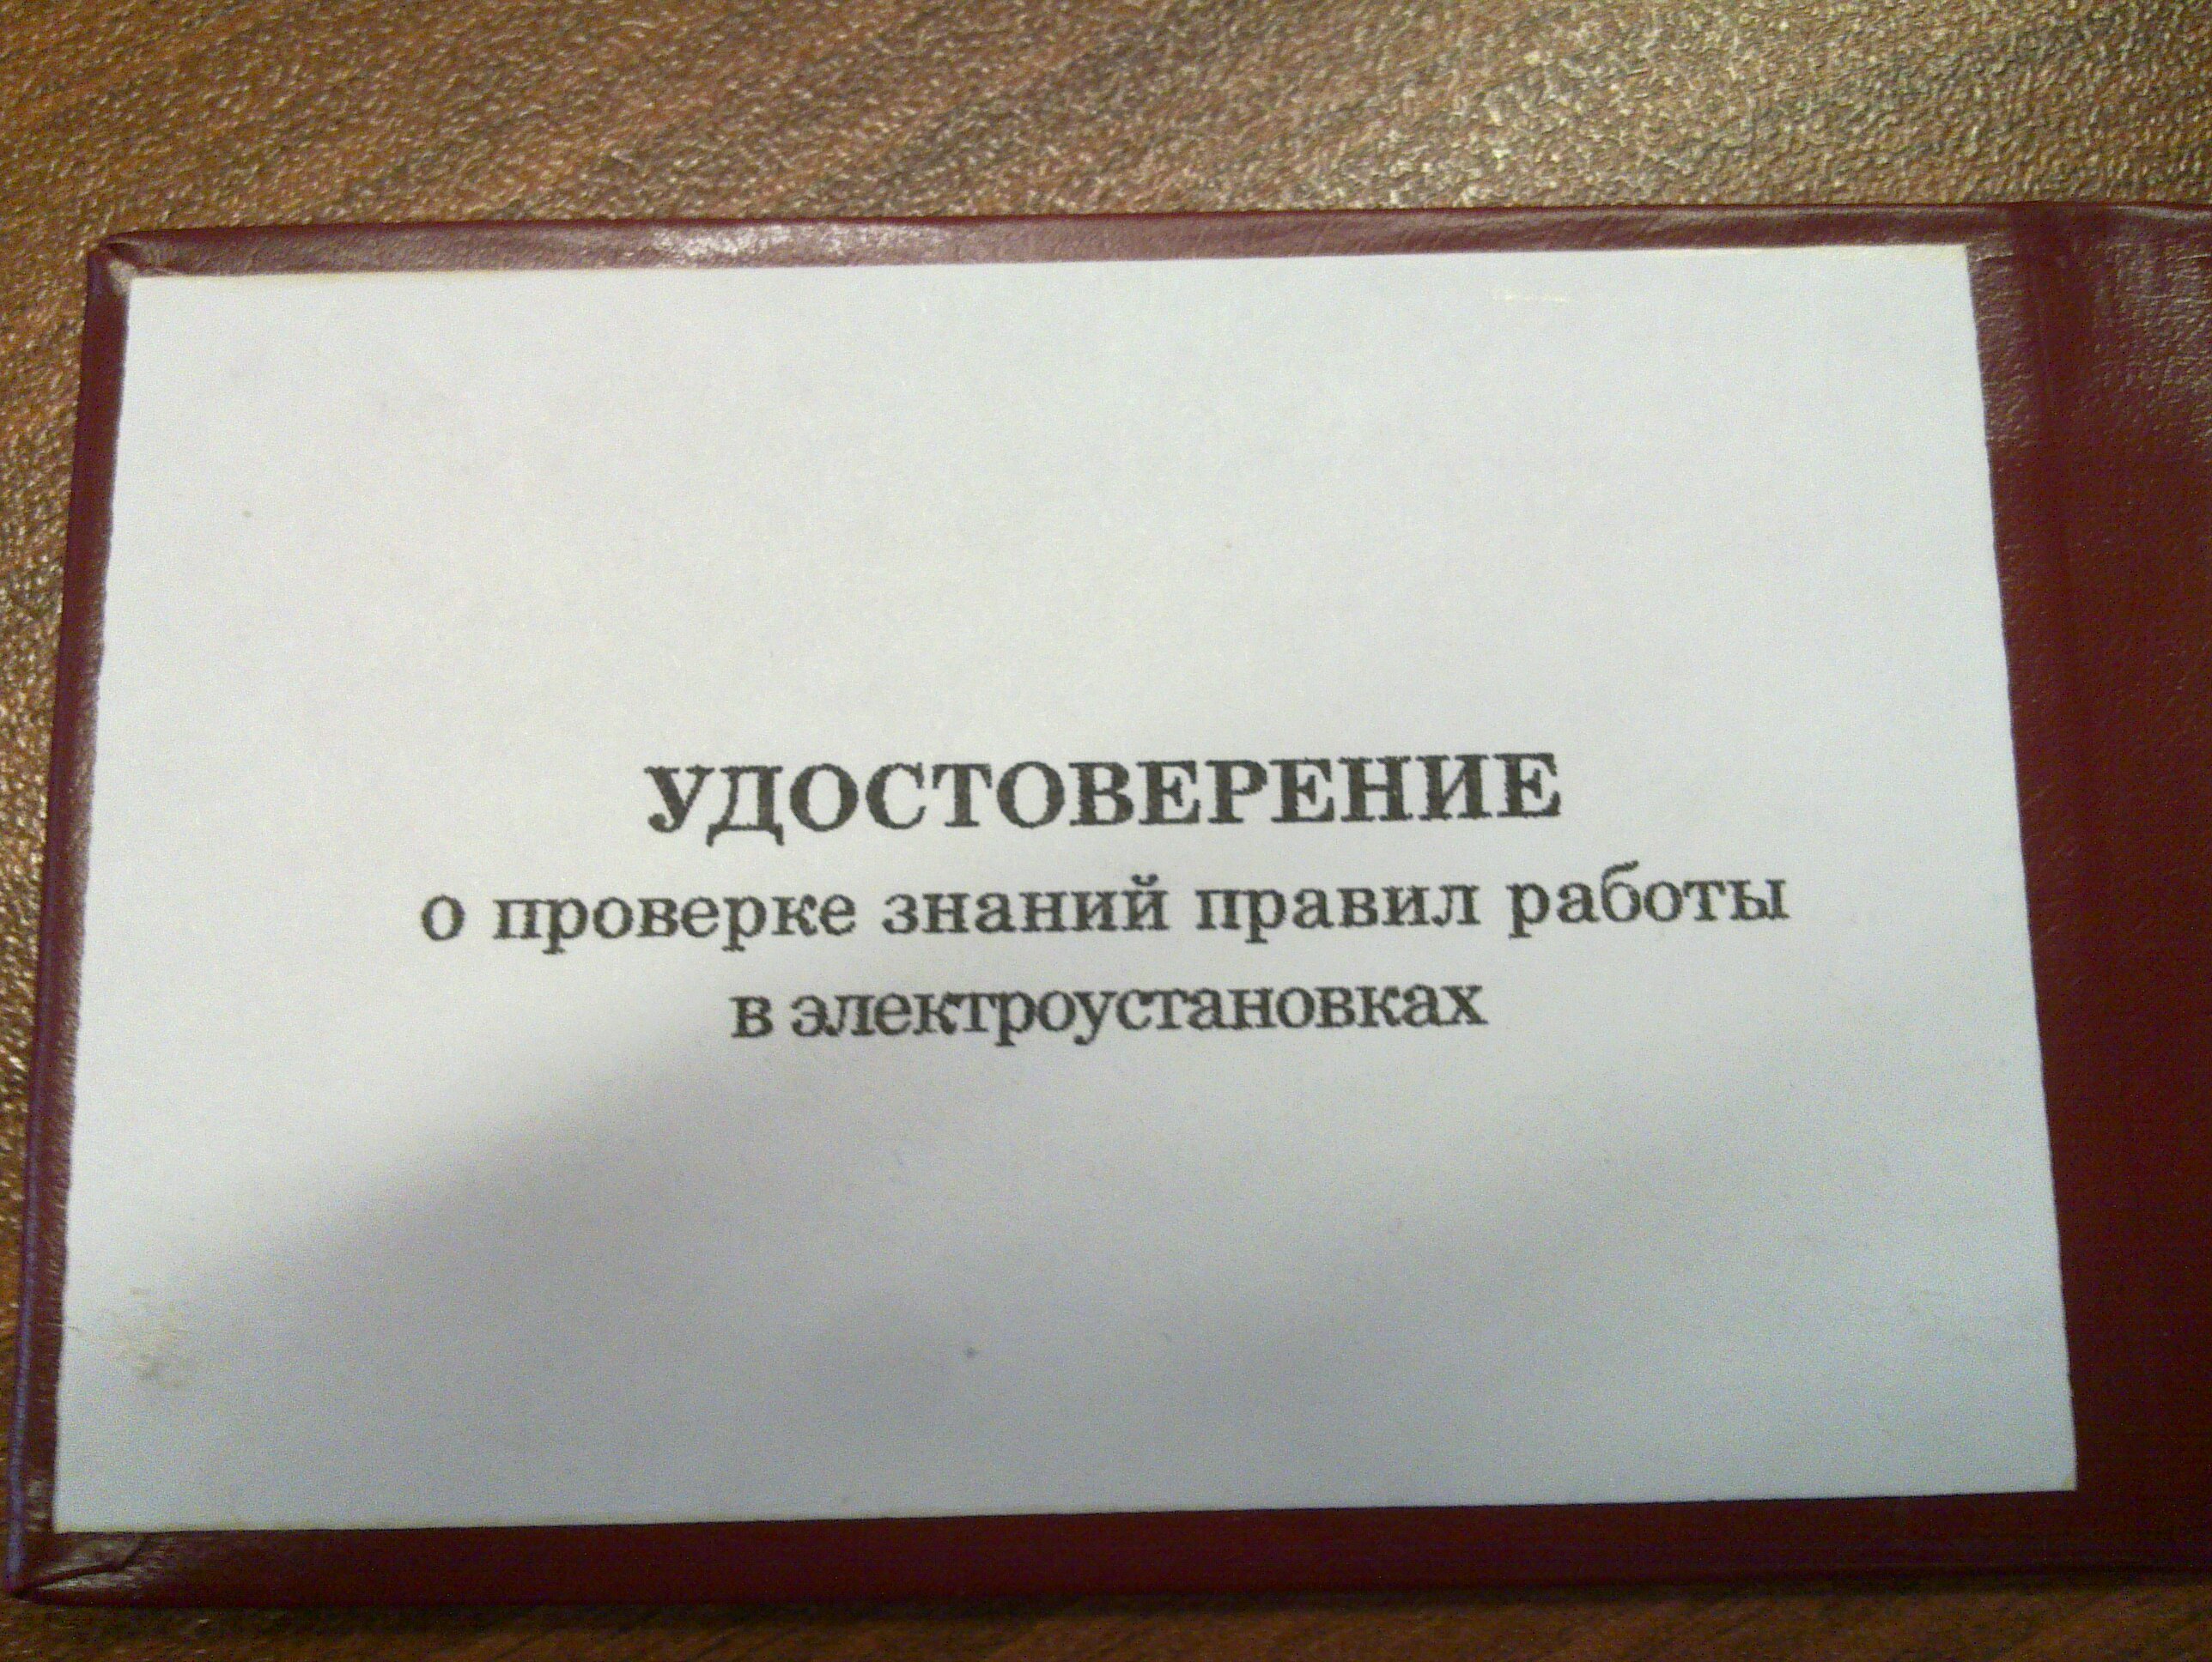 УДОСТОВЕРЕНИЕ
о проверке знаний правил работы
в электроустановках